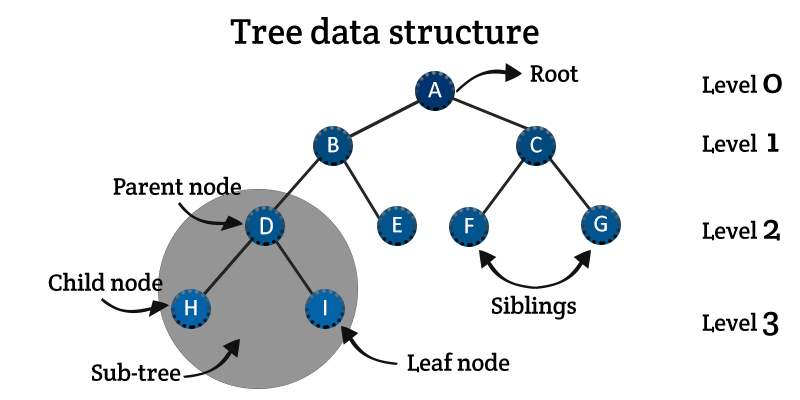 Tree data structure
A
Root
Level 0
B
C
Level 1
Parent node
D
E
F
G
Level 2
Child node
H
I
Siblings
Level 3
Sub-tree
Leaf node